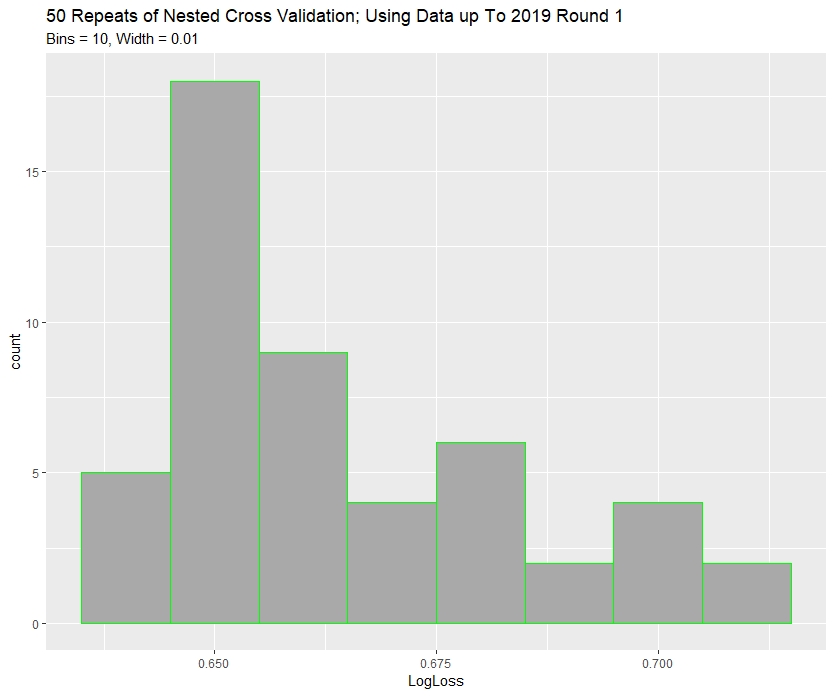 50 Repeats of Nested Cross Validation; Using Data up To 2019 Round 1
Bins = 10, Width = 0.01
15
10
5
0
count
0.650 0.675 0.700
LogLoss